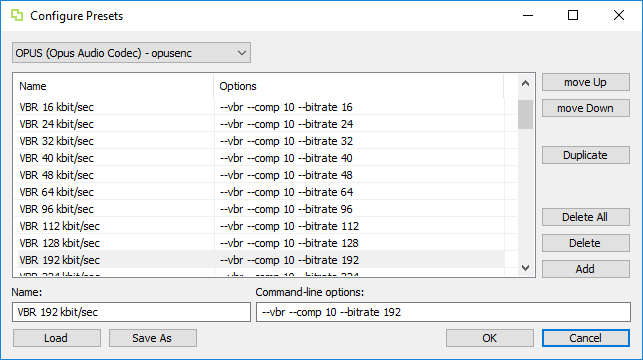 Configure Presets
OPUS (Opus Audio Codec) - opusenc
Name Options
VBR 16 kbit/sec --vbr --comp 10 --bitrate 16
VBR 24 kbit/sec --vbr --comp 10 --bitrate 24
VBR 32 kbit/sec --vbr --comp 10 --bitrate 32
VBR 40 kbit/sec --vbr --comp 10 --bitrate 40
VBR 48 kbit/sec --vbr --comp 10 --bitrate 48
VBR 64 kbit/sec --vbr --comp 10 --bitrate 64
VBR 96 kbit/sec --vbr --comp 10 --bitrate 96
VBR 112 kbit/sec --vbr --comp 10 --bitrate 112
VBR 128 kbit/sec --vbr --comp 10 --bitrate 128
VBR 192 kbit/sec --vbr --comp 10 --bitrate 192
move Up
move Down
Duplicate
Delete All
Delete
Add
Name: Command-line options:
VBR 192 kbit/sec --vbr --comp 10 --bitrate 192
Load Save As OK Cancel